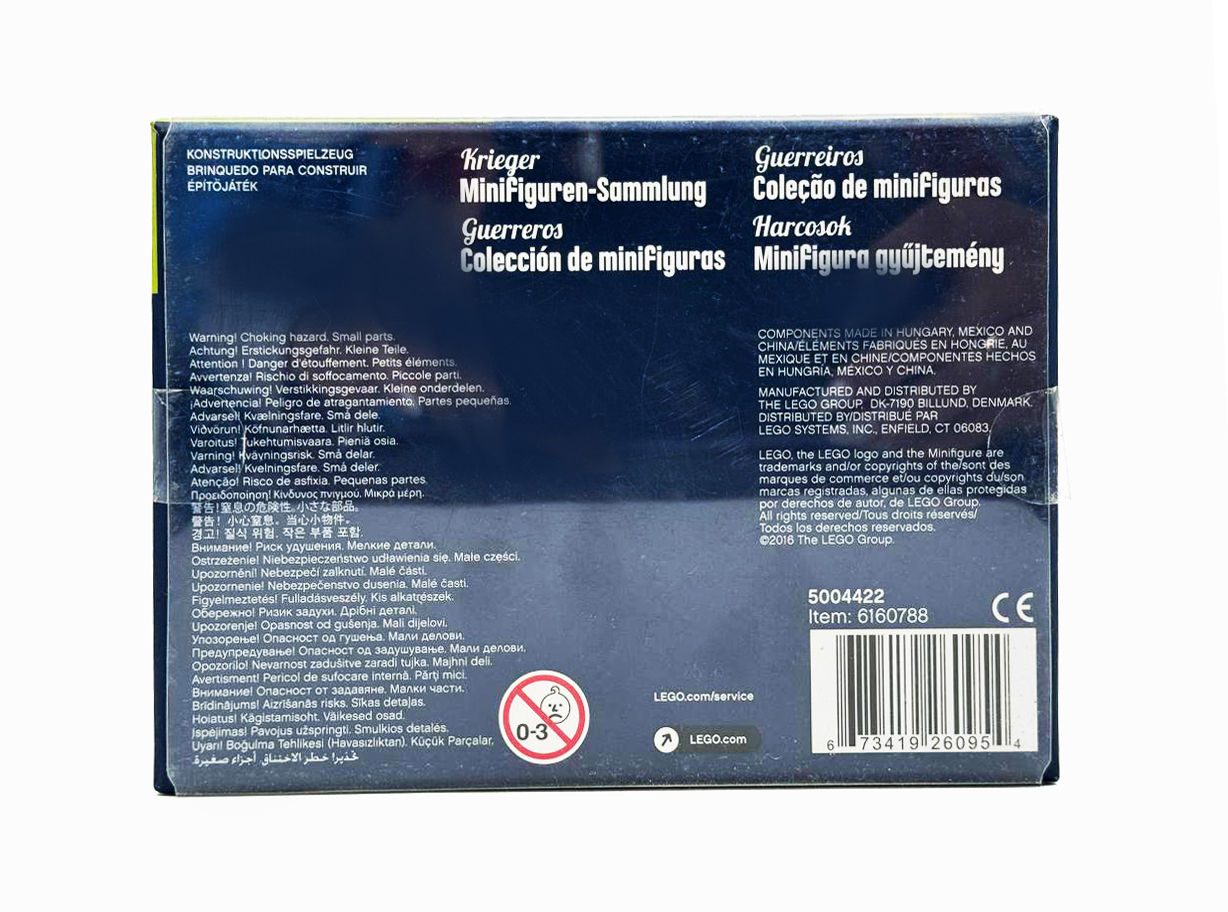 KONSTRUKTIONSSPIELZEUG
BRINQUEDO PARA CONSTRUIR
ÉPÍTŐJÁTÉK
Krieger
Minifiguren-Sammlung
Guerreros
Colección de minifiguras
Guerreiros
Coleção de minifiguras
Harcosok
Minifigura gyűjtemény
Warning! Choking hazard. Small parts.
Achtung! Erstickungsgefahr. Kleine Teile.
Attention ! Danger d'étouffement. Petits éléments.
Avvertenza! Rischio di soffocamento. Piccole parti.
Waarschuwing! Verstikkingsgevaar. Kleine onderdelen.
¡Advertencia! Peligro de atragantamiento. Partes pequeñas.
Advarsel! Kvælningsfare. Små dele.
Viðvörun! Köfnunarhætta. Litlir hlutir.
Varoitus! Tukehtumisvaara. Pieniä osia.
Varning! Kvävningsrisk. Små delar.
Advarsel! Kvelningsfare. Små deler.
Atenção! Risco de asfixia. Pequenas partes.
Προειδοποίηση! Κίνδυνος πνιγμού. Μικρά μέρη.
警告!窒息の危険性。小さな部品。
警告! 小心窒息。当心小物件。
경고! 질식 위험. 작은 부품 포함.
Внимание! Риск удушения. Мелкие детали.
Ostrzeżenie! Niebezpieczeństwo udławienia się. Małe części.
Upozornění! Nebezpečí zalknutí. Malé části.
Upozornenie! Nebezpečenstvo dusenia. Malé časti.
Figyelmeztetés! Fulladásveszély. Kis alkatrészek.
Обережно! Ризик задухи. Дрібні деталі.
Upozorenje! Opasnost od gušenja. Mali dijelovi.
Упозорење! Опасност од гушења. Мали делови.
Предупредување! Опасност од задушување. Мали делови.
Opozorilo! Nevarnost zadušitve zaradi tujka. Majhni deli.
Avertisment! Pericol de sufocare internă. Părţi mici.
Внимание! Опасност от задавяне. Малки части.
Brīdinājums! Aizrīšanās risks. Sīkas detaļas.
Hoiatus! Kägistamisoht. Väikesed osad.
Įspėjimas! Pavojus užspringti. Smulkios detalės.
Uyarı! Boğulma Tehlikesi (Havasızlıktan). Küçük Parçalar.
تحذير! خطر الاختناق. أجزاء صغيرة.
0-3
COMPONENTS MADE IN HUNGARY, MEXICO AND
CHINA/ÉLÉMENTS FABRIQUÉS EN HONGRIE, AU
MEXIQUE ET EN CHINE/COMPONENTES HECHOS
EN HUNGRÍA, MÉXICO Y CHINA.
MANUFACTURED AND DISTRIBUTED BY
THE LEGO GROUP. DK-7190 BILLUND, DENMARK.
DISTRIBUTED BY/DISTRIBUÉ PAR
LEGO SYSTEMS, INC., ENFIELD, CT 06083.
LEGO, the LEGO logo and the Minifigure are
trademarks and/or copyrights of the/sont des
marques de commerce et/ou copyrights du/son
marcas registradas, algunas de ellas protegidas
por derechos de autor, de LEGO Group.
All rights reserved/Tous droits réservés/
Todos los derechos reservados.
©2016 The LEGO Group.
5004422
Item: 6160788
CE
LEGO.com/service
LEGO.com
6 73419 26095 4